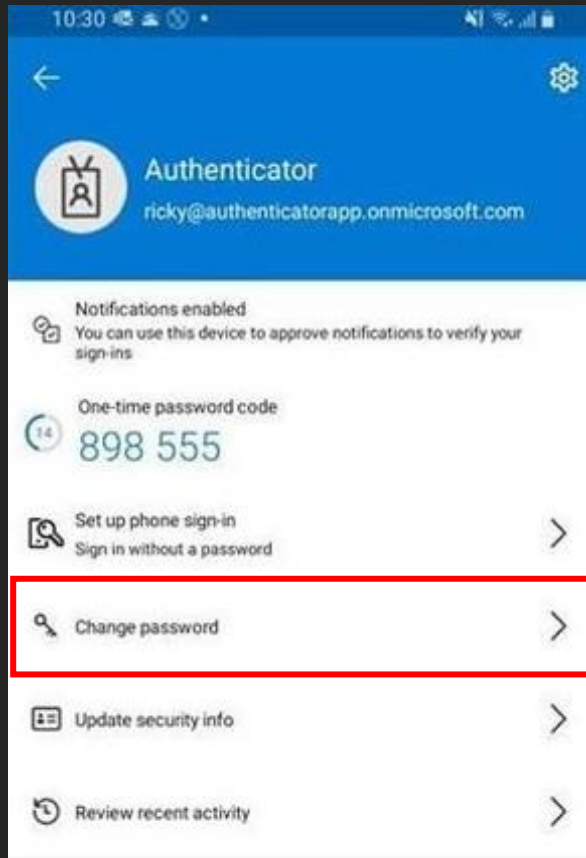 10:30
Authenticator
ricky@authenticatorapp.onmicrosoft.com
Notifications enabled
You can use this device to approve notifications to verify your
sign-ins
One-time password code
14
898 555
Set up phone sign-in
Sign in without a password
Change password
Update security info
Review recent activity